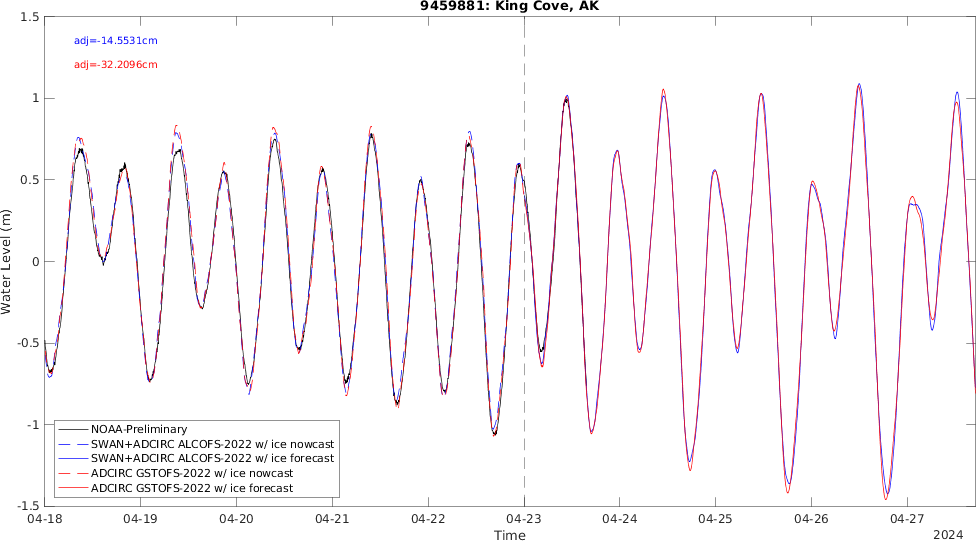 9459881: King Cove, AK
adj=-14.5531cm
adj=-32.2096cm
Water Level (m)
1.5
1
0.5
0
-0.5
-1
-1.5
NOAA-Preliminary
SWAN+ADCIRC ALCOFS-2022 w/ ice nowcast
SWAN+ADCIRC ALCOFS-2022 w/ ice forecast
ADCIRC GSTOFS-2022 w/ ice nowcast
ADCIRC GSTOFS-2022 w/ ice forecast
04-18 04-19 04-20 04-21 04-22 04-23 04-24 04-25 04-26 04-27
Time
2024